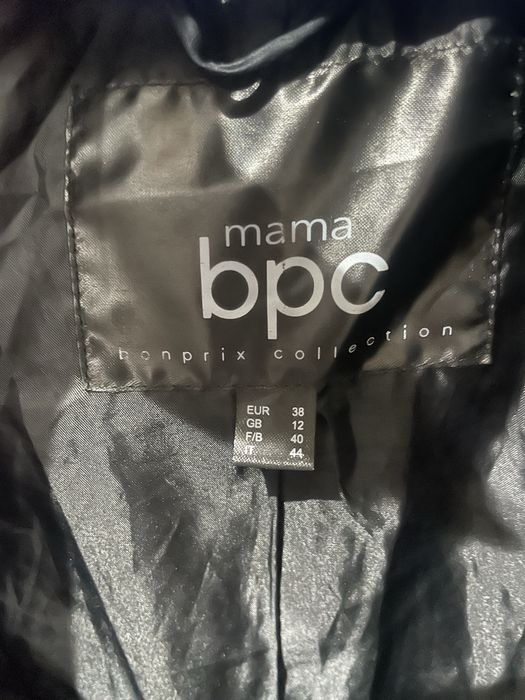 mama
bpc
bonprix collection
EUR 38
GB 12
F/B 40
IT 44